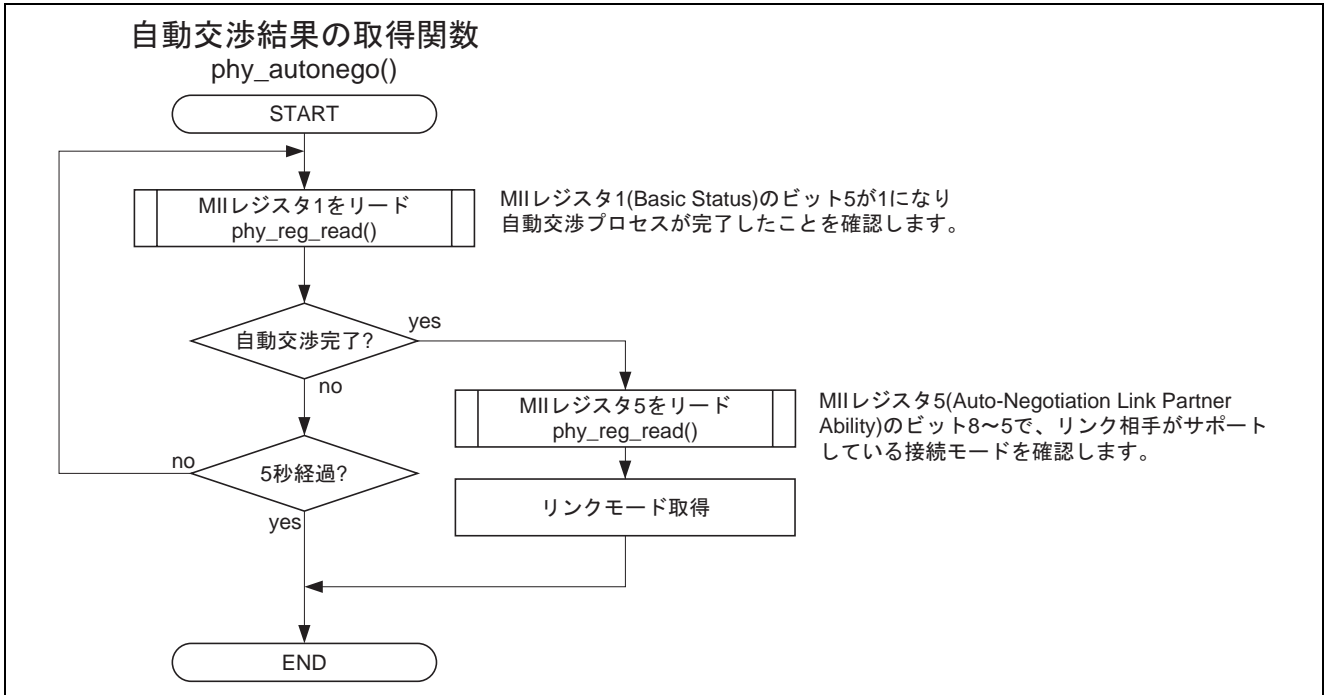 自動交渉結果の取得関数
phy_autonego()
START
MIIレジスタ1をリード
phy_reg_read()
MIIレジスタ1(Basic Status)のビット5が1になり
自動交渉プロセスが完了したことを確認します。
自動交渉完了?
yes
no
MIIレジスタ5をリード
phy_reg_read()
MIIレジスタ5(Auto-Negotiation Link Partner
Ability)のビット8～5で、リンク相手がサポート
している接続モードを確認します。
no
5秒経過?
yes
リンクモード取得
END